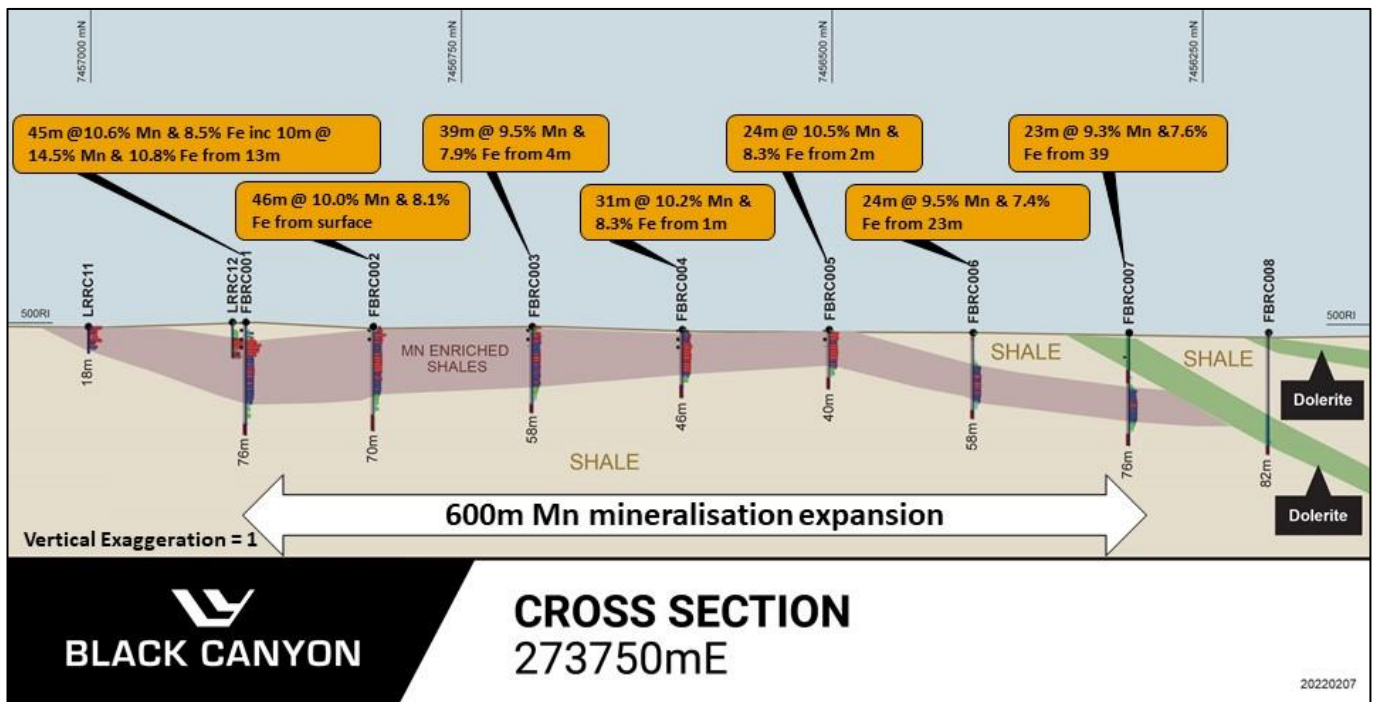 7457000 mN
7456750 mN
7456500 mN
7456250 mN
45m @10.6% Mn & 8.5% Fe inc 10m @
14.5% Mn & 10.8% Fe from 13m
39m @ 9.5% Mn &
7.9% Fe from 4m
24m @ 10.5% Mn &
8.3% Fe from 2m
23m @ 9.3% Mn &7.6%
Fe from 39
46m @ 10.0% Mn & 8.1%
Fe from surface
31m @ 10.2% Mn &
8.3% Fe from 1m
24m @ 9.5% Mn & 7.4%
Fe from 23m
LRRC11
LRRC12
FBRC001
FBRC002
FBRC003
FBRC004
FBRC005
FBRC006
FBRC007
FBRC008
500Rl
500Rl
MN ENRICHED
SHALES
SHALE
SHALE
18m
76m
70m
58m
46m
40m
58m
76m
82m
Dolerite
SHALE
Dolerite
600m Mn mineralisation expansion
Vertical Exaggeration = 1
BLACK CANYON
CROSS SECTION
273750mE
20220207